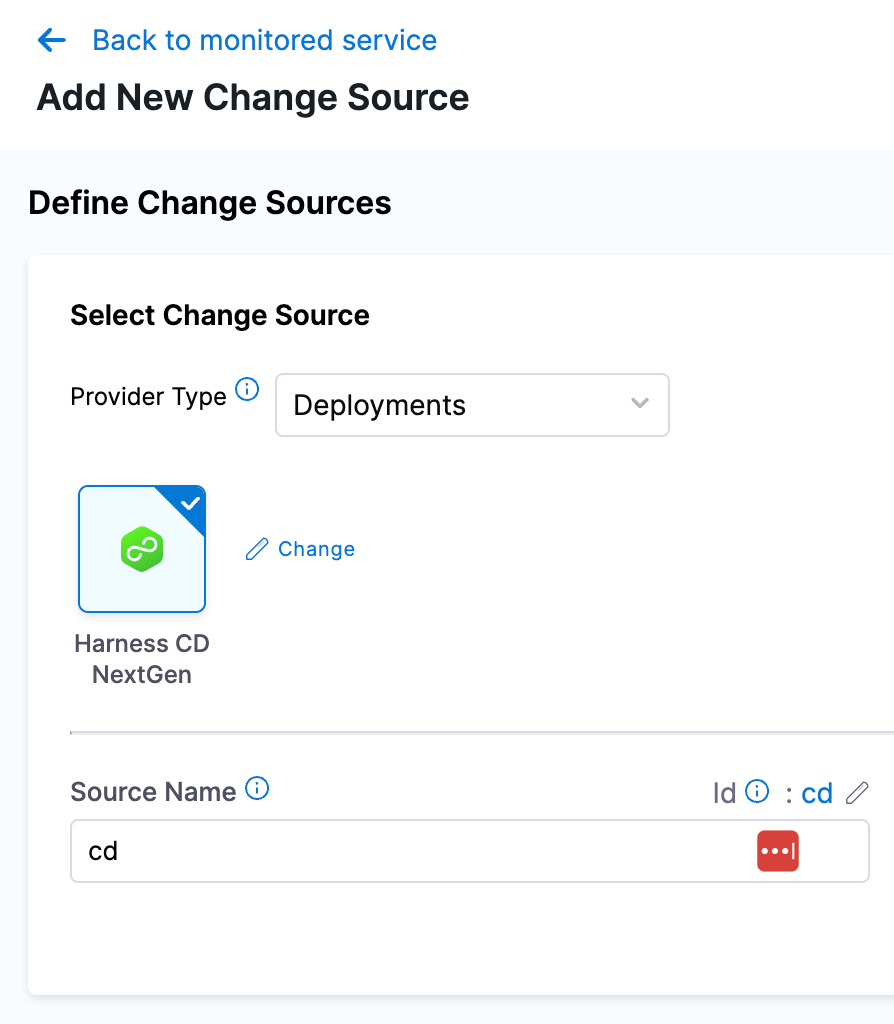 Back to monitored service
Add New Change Source
Define Change Sources
Select Change Source
Provider Type
Deployments
Change
Harness CD
NextGen
Source Name
Id : cd
cd